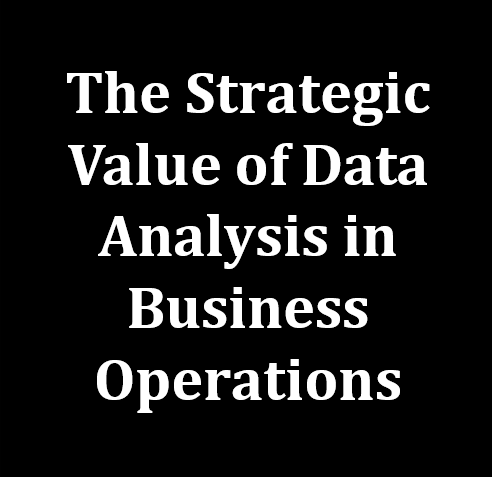 The Strategic
Value of Data
Analysis in
Business
Operations